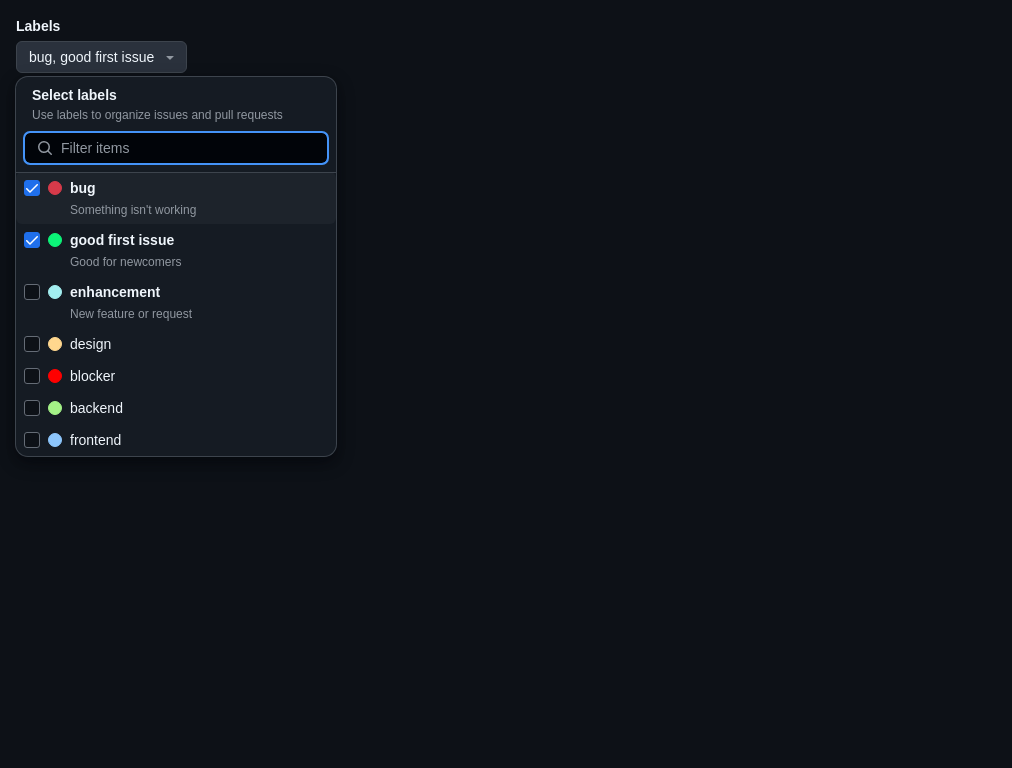 Labels
bug, good first issue
Select labels
Use labels to organize issues and pull requests
Filter items
bug
Something isn't working
good first issue
Good for newcomers
enhancement
New feature or request
design
blocker
backend
frontend